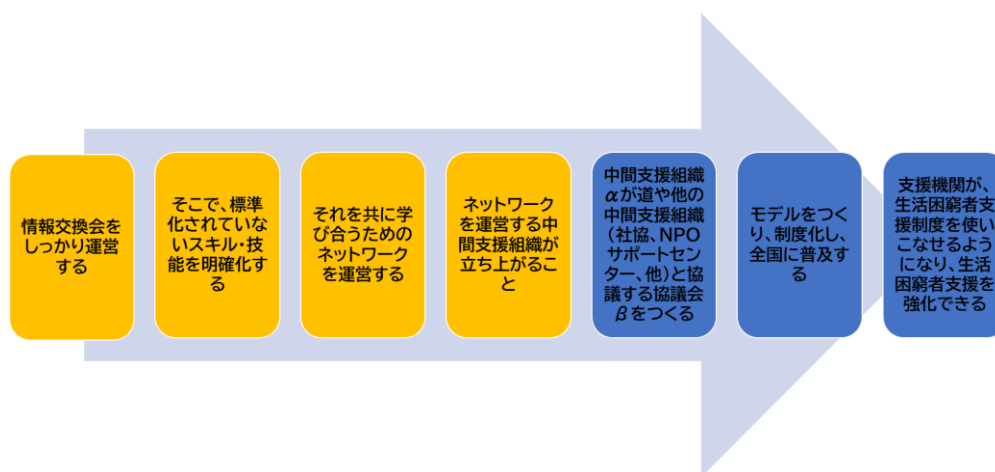 情報交換会を
しっかり運営
する
そこで、標準
化されていな
いスキル・技
能を明確化す
る
それを共に学
び合うための
ネットワーク
を運営する
ネットワーク
を運営する中
間支援組織が
立ち上がるこ
と
中間支援組織
αが道や他の
中間支援組織
（社協、NPO
サポートセン
ター、他）と協
議する協議会
βをつくる
モデルをつく
り、制度化し、
全国に普及す
る
支援機関が、
生活困窮者支
援制度を使い
こなせるよう
になり、生活
困窮者支援を
強化できる